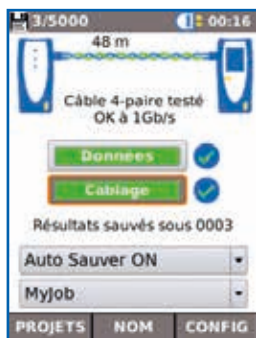 3/5000 00:16
48 m
Câble 4-paire testé
OK à 1Gb/s
Données
Cablage
Résultats sauvés sous 0003
Auto Sauver ON
MyJob
PROJETS NOM CONFIG